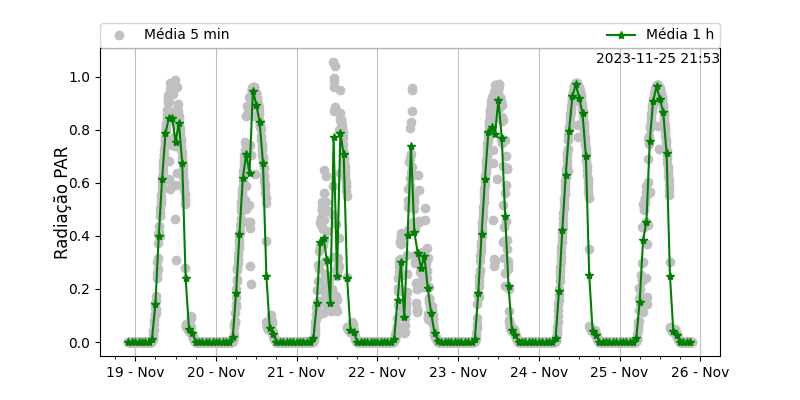 Média 5 min
Média 1 h
2023-11-25 21:53
Radiação PAR
1.0
0.8
0.6
0.4
0.2
0.0
19 - Nov
20 - Nov
21 - Nov
22 - Nov
23 - Nov
24 - Nov
25 - Nov
26 - Nov